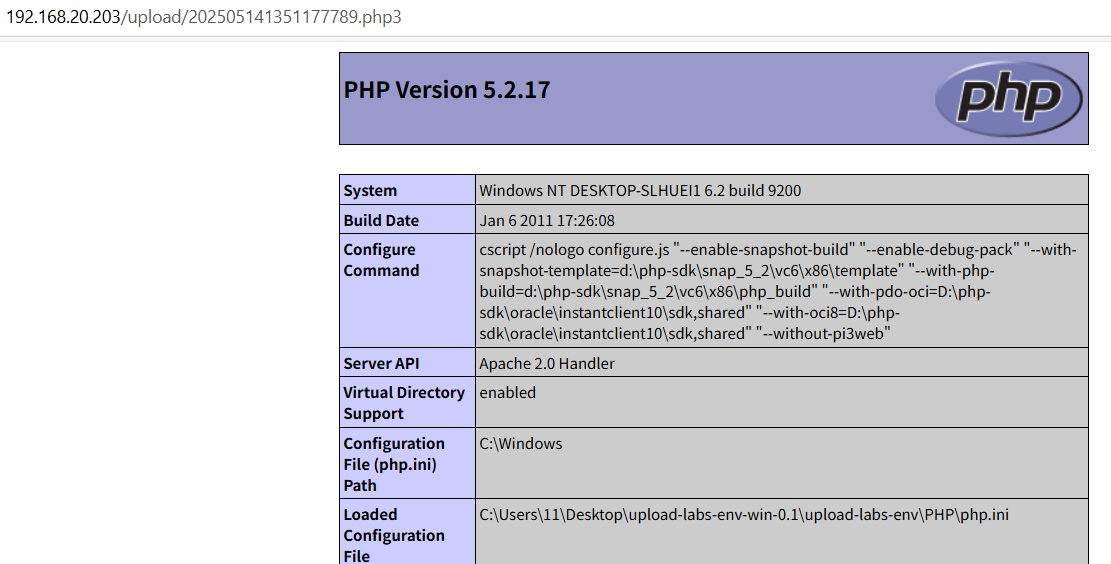 192.168.20.203/upload/202505141351177789.php3
PHP Version 5.2.17
php
System
Windows NT DESKTOP-SLHUEI1 6.2 build 9200
Build Date
Jan 6 2011 17:26:08
Configure
Command
cscript /nologo configure.js "--enable-snapshot-build" "--enable-debug-pack" "--with-
snapshot-template=d:\php-sdk\snap_5_2\vc6\x86\template" "--with-php-
build=d:\php-sdk\snap_5_2\vc6\x86\php_build" "--with-pdo-oci=D:\php-
sdk\oracle\instantclient10\sdk,shared" "--with-oci8=D:\php-
sdk\oracle\instantclient10\sdk,shared" "--without-pi3web"
Server API
Apache 2.0 Handler
Virtual Directory
Support
enabled
Configuration
File (php.ini)
Path
C:\Windows
Loaded
Configuration
File
C:\Users\11\Desktop\upload-labs-env-win-0.1\upload-labs-env\PHP\php.ini